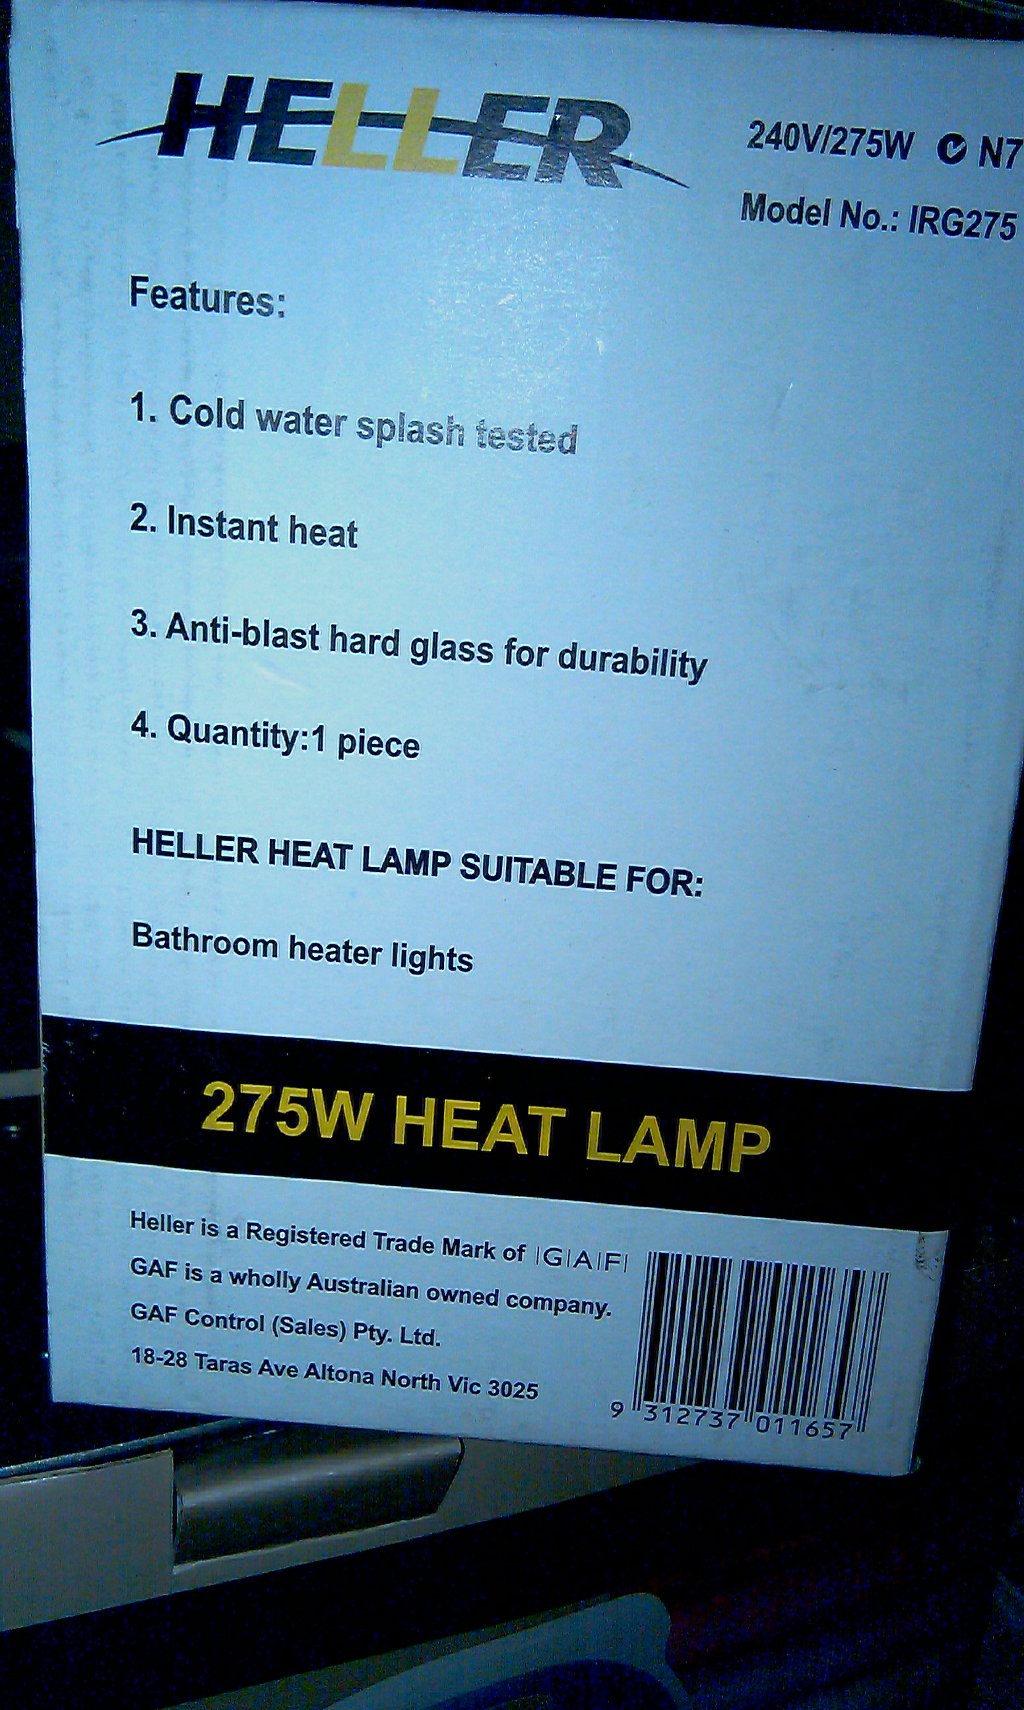 HELLER
240V/275W N7
Model No.: IRG275
Features:
1. Cold water splash tested
2. Instant heat
3. Anti-blast hard glass for durability
4. Quantity:1 piece
HELLER HEAT LAMP SUITABLE FOR:
Bathroom heater lights
275W HEAT LAMP
Heller is a Registered Trade Mark of |G|A|F|
GAF is a wholly Australian owned company.
GAF Control (Sales) Pty. Ltd.
18-28 Taras Ave Altona North Vic 3025
9 312737 011657